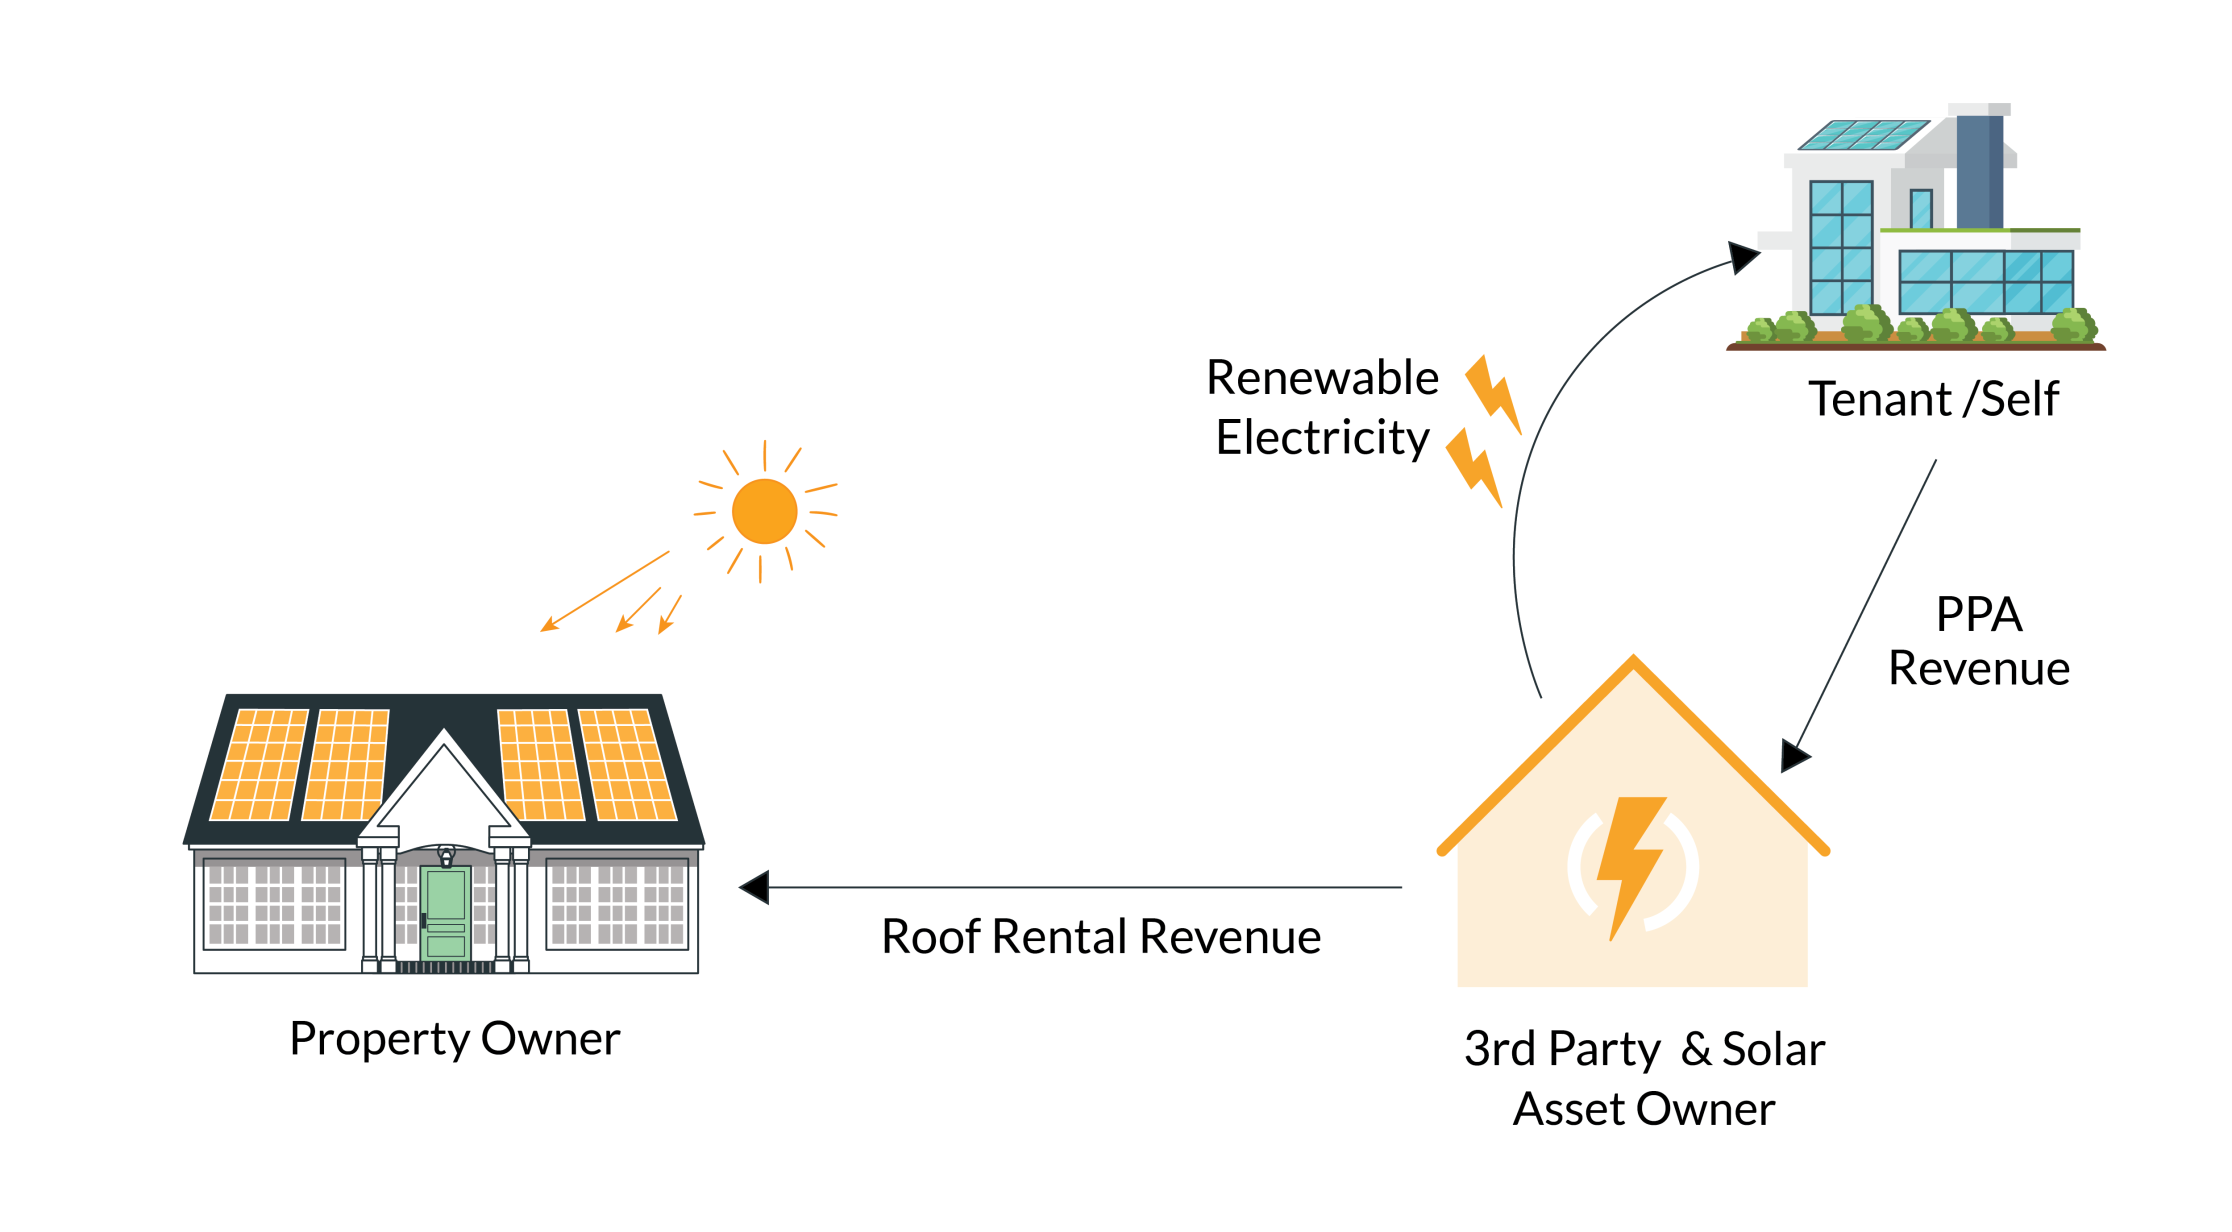 Renewable
Electricity
Tenant /Self
PPA
Revenue
Roof Rental Revenue
Property Owner
3rd Party  & Solar
Asset Owner